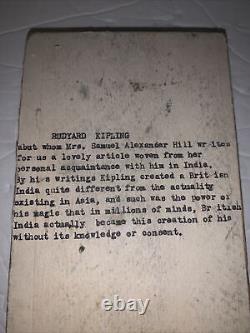 RUDYARD KIPLING
abut whom Mrs. Samuel Alexander Hill writes
for us a lovely article woven from her
personal acquaintance with him in India.
By his writings Kipling created a British
India quite different from the actuality
existing in Asia, and such was the power of
his magic that in millions of minds, British
India actually became this creation of his
without its knowledge or consent.
ebay